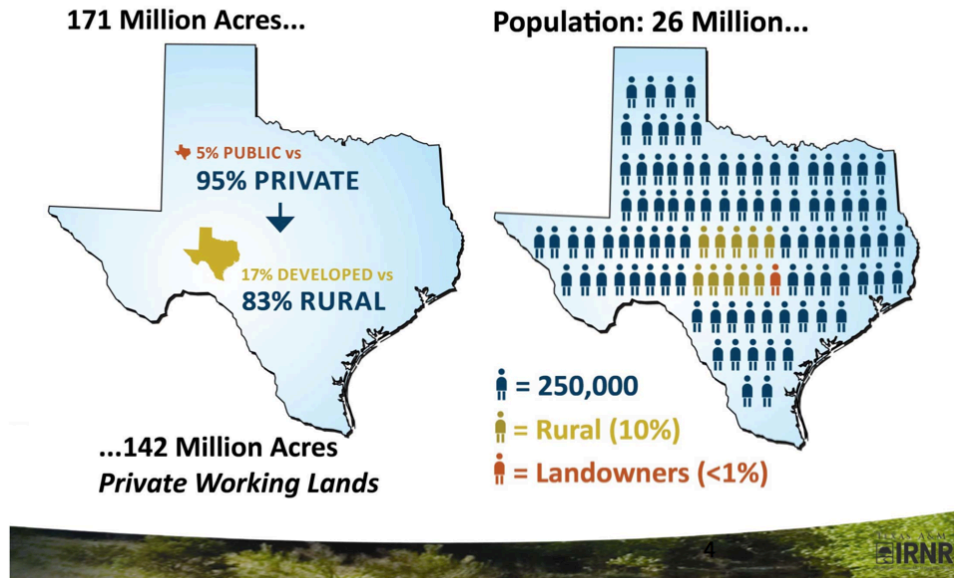 171 Million Acres...
5% PUBLIC vs
95% PRIVATE
17% DEVELOPED vs
83% RURAL
...142 Million Acres
Private Working Lands
Population: 26 Million...
= 250,000
= Rural (10%)
= Landowners (<1%)
4
TEXAS A&M
IRNR